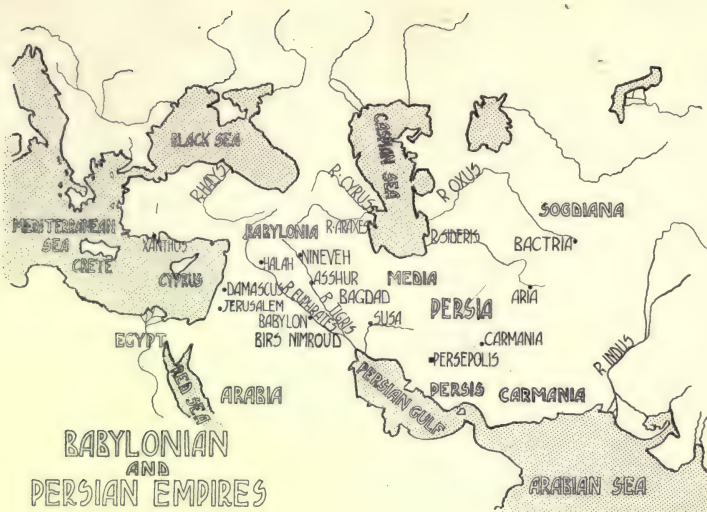 BLACK SEA
CASPIAN SEA
R.HALYS
R.CYRUS
R.OXUS
SOGDIANA
MEDITERRANEAN
SEA
XANTHUS
CRETE
CYPRUS
BABYLONIA
R.ARAXES
R.SIDERIS
BACTRIA
HALAH
NINEVEH
ASSHUR
MEDIA
DAMASCUS
BAGDAD
PERSIA
ARIA
JERUSALEM
R.EUPHRATES
R.TIGRIS
BABYLON
SUSA
EGYPT
BIRS NIMROUD
CARMANIA
PERSEPOLIS
R.INDUS
RED SEA
ARABIA
PERSIAN GULF
PERSIS
CARMANIA
BABYLONIAN
AND
PERSIAN EMPIRES
ARABIAN SEA